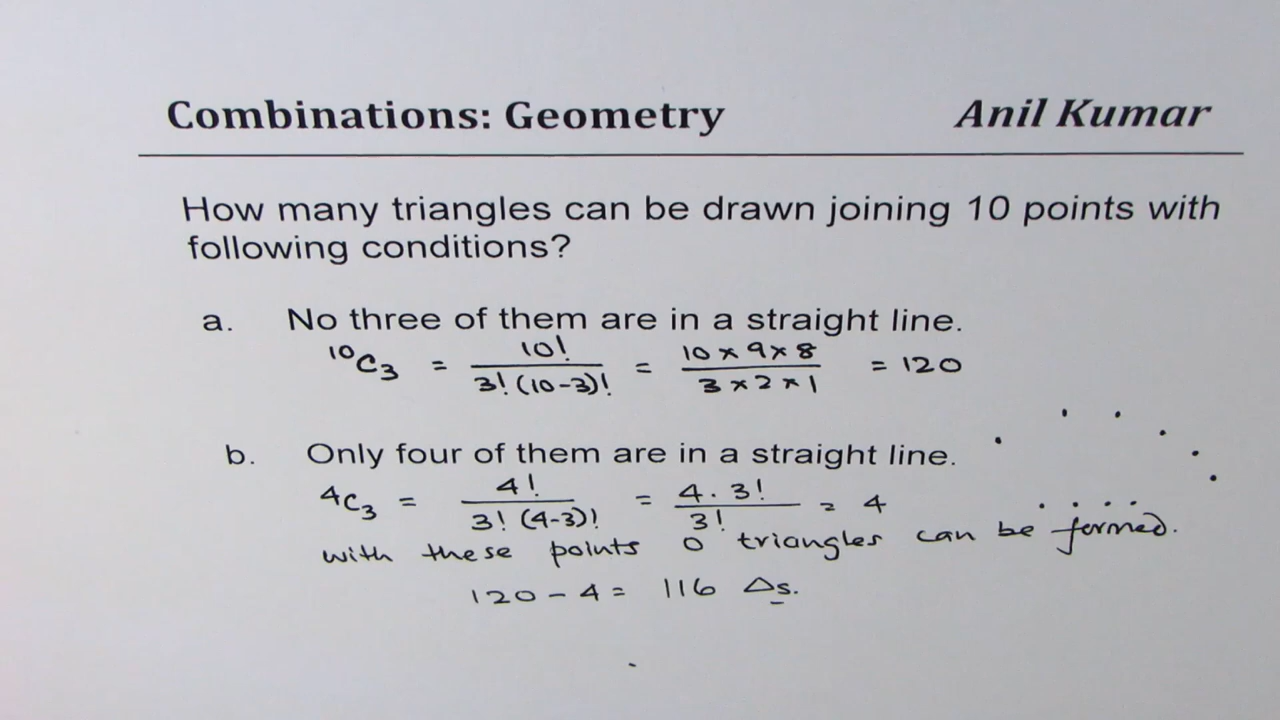 Combinations: Geometry Anil Kumar
How many triangles can be drawn joining 10 points with
following conditions?
a. No three of them are in a straight line.
¹⁰C₃ = 10! / 3! (10-3)! = 10 × 9 × 8 / 3 × 2 × 1 = 120
b. Only four of them are in a straight line.
⁴C₃ = 4! / 3! (4-3)! = 4 . 3! / 3! = 4
with these points 0 triangles can be formed.
120 - 4 = 116 Δs.